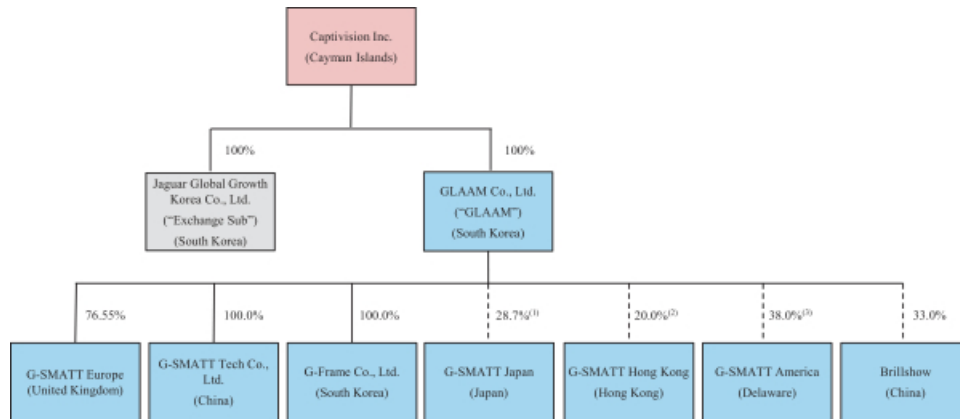 Captivision Inc.
(Cayman Islands)
100%
100%
Jaguar Global Growth
Korea Co., Ltd.
(“Exchange Sub”)
(South Korea)
GLAAM Co., Ltd.
(“GLAAM”)
(South Korea)
76.55%
100.0%
100.0%
28.7%(1)
20.0%(2)
38.0%(3)
33.0%
G-SMATT Europe
(United Kingdom)
G-SMATT Tech Co.,
Ltd.
(China)
G-Frame Co., Ltd.
(South Korea)
G-SMATT Japan
(Japan)
G-SMATT Hong Kong
(Hong Kong)
G-SMATT America
(Delaware)
Brillshow
(China)